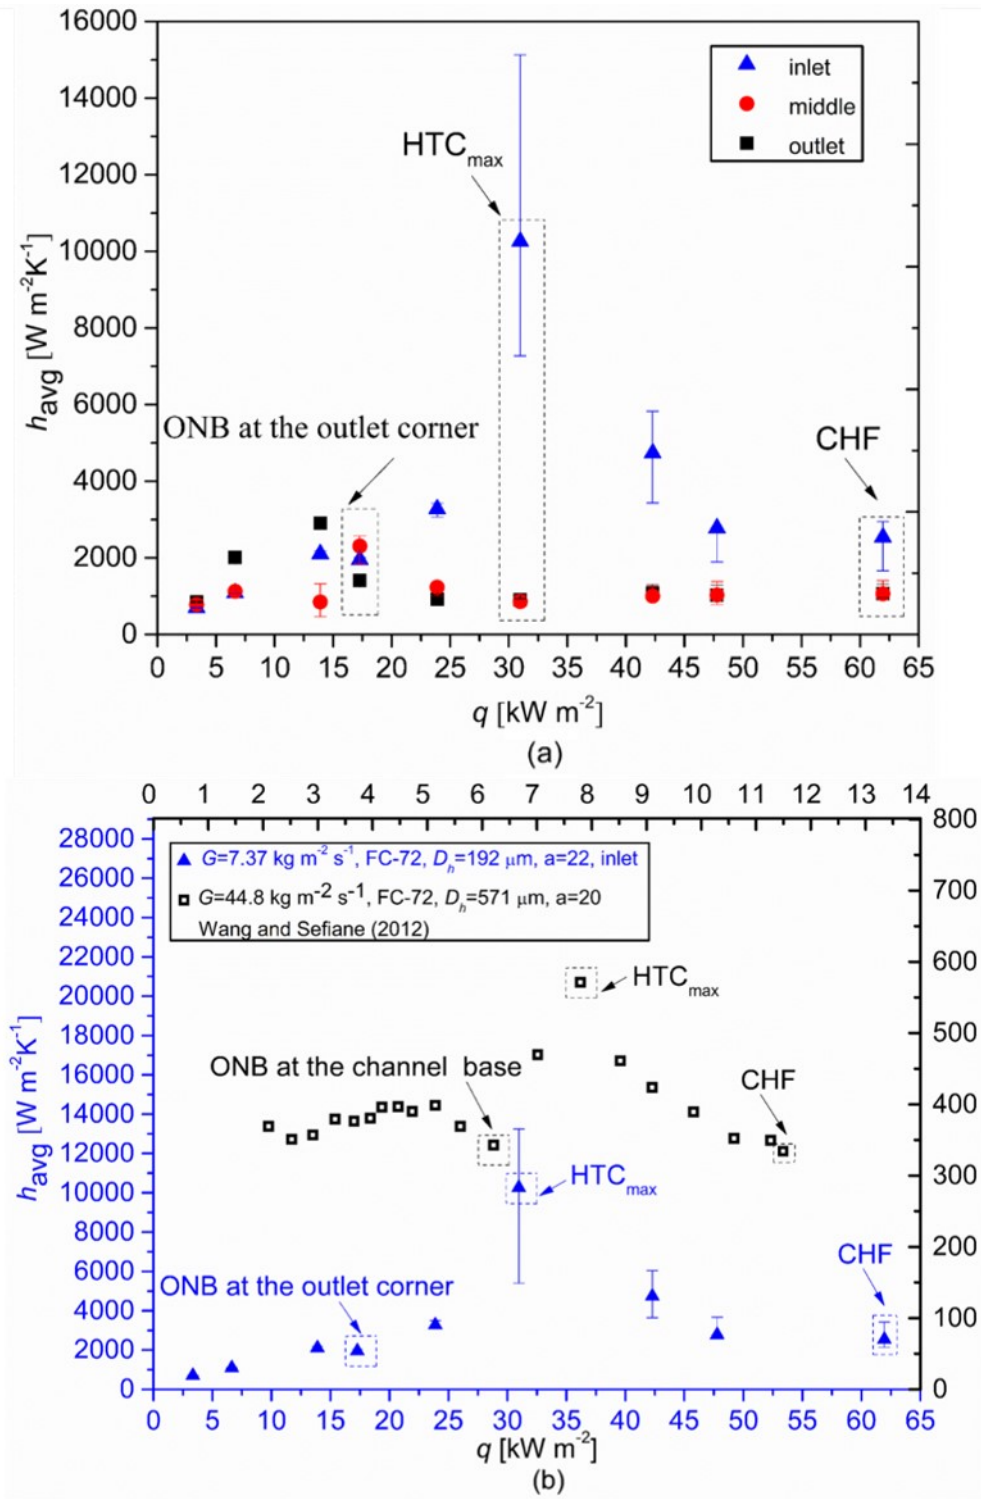 16000
14000
12000
10000
8000
6000
4000
2000
0
h_avg [W m^-2K^-1]
inlet
middle
outlet
HTC_max
ONB at the outlet corner
CHF
0 5 10 15 20 25 30 35 40 45 50 55 60 65
q [kW m^-2]
(a)
0 1 2 3 4 5 6 7 8 9 10 11 12 13 14
28000
26000
24000
22000
20000
18000
16000
14000
12000
10000
8000
6000
4000
2000
0
h_avg [W m^-2K^-1]
G=7.37 kg m^-2 s^-1, FC-72, D_h=192 μm, a=22, inlet
G=44.8 kg m^-2 s^-1, FC-72, D_h=571 μm, a=20
Wang and Sefiane (2012)
HTC_max
ONB at the channel base
CHF
HTC_max
ONB at the outlet corner
CHF
800
700
600
500
400
300
200
100
0
0 5 10 15 20 25 30 35 40 45 50 55 60 65
q [kW m^-2]
(b)